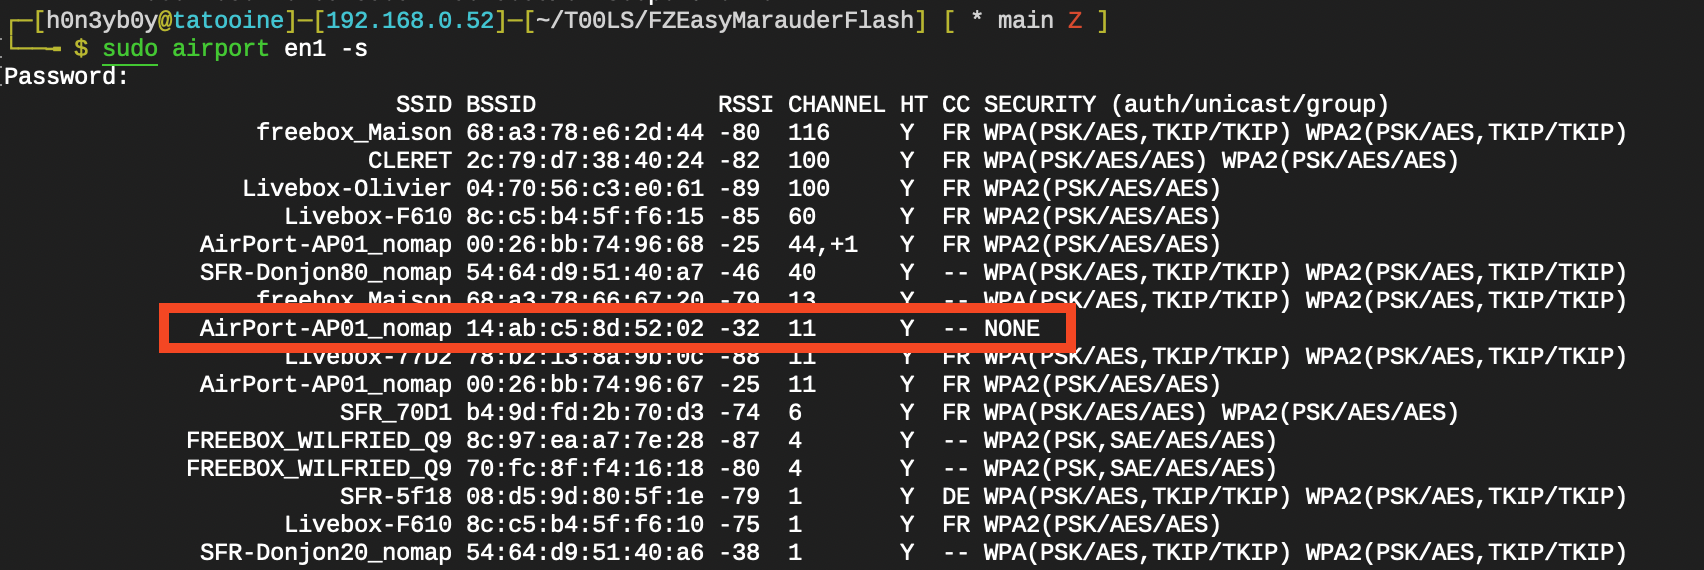 [h0n3yb0y@tatooine]-[192.168.0.52]-[~/T00LS/FZEasyMarauderFlash] [ * main Z ]
$ sudo airport en1 -s
Password:
SSID BSSID RSSI CHANNEL HT CC SECURITY (auth/unicast/group)
freebox_Maison 68:a3:78:e6:2d:44 -80 116 Y FR WPA(PSK/AES,TKIP/TKIP) WPA2(PSK/AES,TKIP/TKIP)
CLERET 2c:79:d7:38:40:24 -82 100 Y FR WPA(PSK/AES/AES) WPA2(PSK/AES/AES)
Livebox-Olivier 04:70:56:c3:e0:61 -89 100 Y FR WPA2(PSK/AES/AES)
Livebox-F610 8c:c5:b4:5f:f6:15 -85 60 Y FR WPA2(PSK/AES/AES)
AirPort-AP01_nomap 00:26:bb:74:96:68 -25 44,+1 Y FR WPA2(PSK/AES/AES)
SFR-Donjon80_nomap 54:64:d9:51:40:a7 -46 40 Y -- WPA(PSK/AES,TKIP/TKIP) WPA2(PSK/AES,TKIP/TKIP)
freebox_Maison 68:a3:78:66:67:20 -79 13 Y -- WPA(PSK/AES,TKIP/TKIP) WPA2(PSK/AES,TKIP/TKIP)
AirPort-AP01_nomap 14:ab:c5:8d:52:02 -32 11 Y -- NONE
Livebox-77D2 78:b2:13:8a:9b:0c -88 11 Y FR WPA(PSK/AES,TKIP/TKIP) WPA2(PSK/AES,TKIP/TKIP)
AirPort-AP01_nomap 00:26:bb:74:96:67 -25 11 Y FR WPA2(PSK/AES/AES)
SFR_70D1 b4:9d:fd:2b:70:d3 -74 6 Y FR WPA(PSK/AES/AES) WPA2(PSK/AES/AES)
FREEBOX_WILFRIED_Q9 8c:97:ea:a7:7e:28 -87 4 Y -- WPA2(PSK,SAE/AES/AES)
FREEBOX_WILFRIED_Q9 70:fc:8f:f4:16:18 -80 4 Y -- WPA2(PSK,SAE/AES/AES)
SFR-5f18 08:d5:9d:80:5f:1e -79 1 Y DE WPA(PSK/AES,TKIP/TKIP) WPA2(PSK/AES,TKIP/TKIP)
Livebox-F610 8c:c5:b4:5f:f6:10 -75 1 Y FR WPA2(PSK/AES/AES)
SFR-Donjon20_nomap 54:64:d9:51:40:a6 -38 1 Y -- WPA(PSK/AES,TKIP/TKIP) WPA2(PSK/AES,TKIP/TKIP)